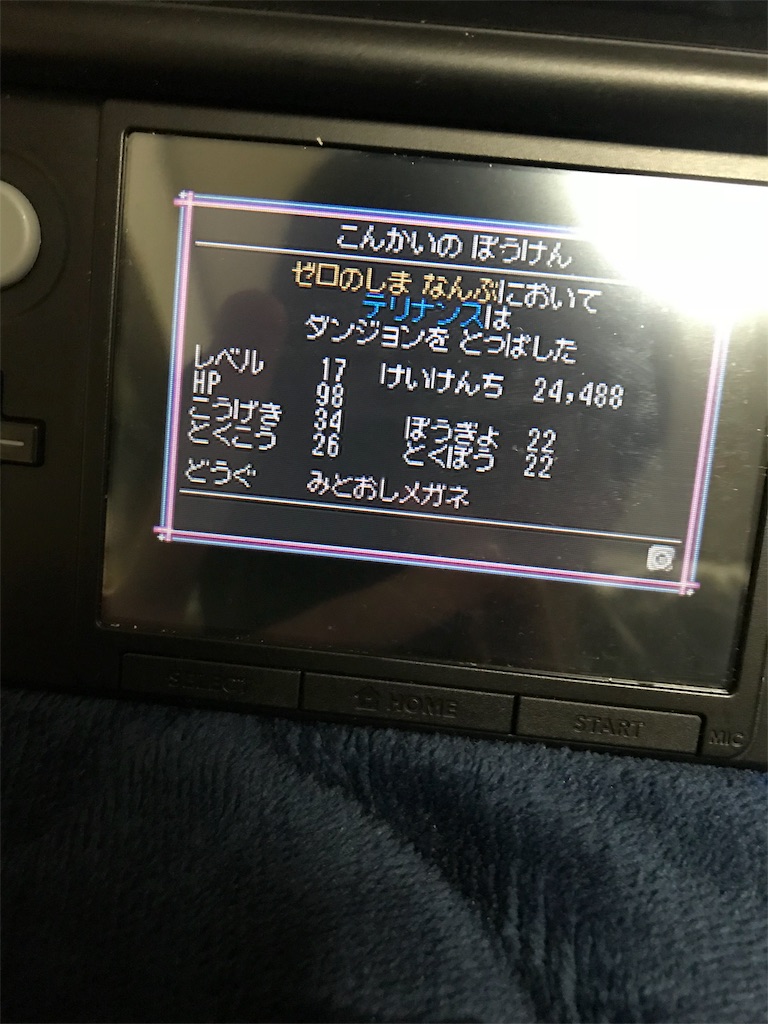 こんかいの ぼうけん
ゼロのしま なんぶにおいて
テリナンスは
ダンジョンを とっぱした
レベル 17 けいけんち 24,488
HP 98
こうげき 34 ぼうぎょ 22
とくこう 26 とくぼう 22
どうぐ みとおしメガネ
SELECT HOME START MIC